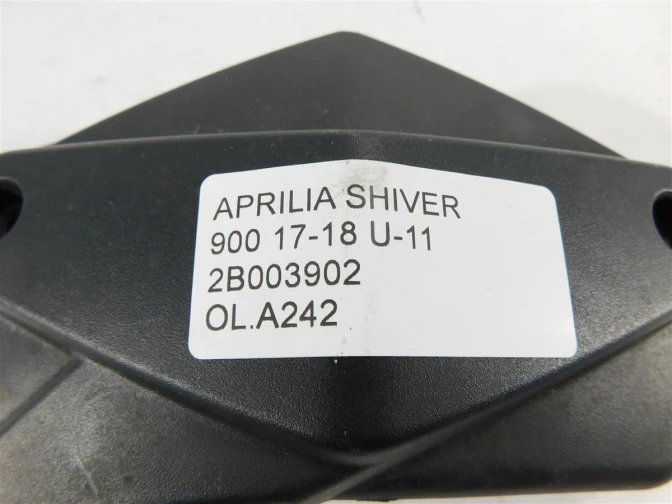 APRILIA SHIVER
900 17-18 U-11
2B003902
OL.A242